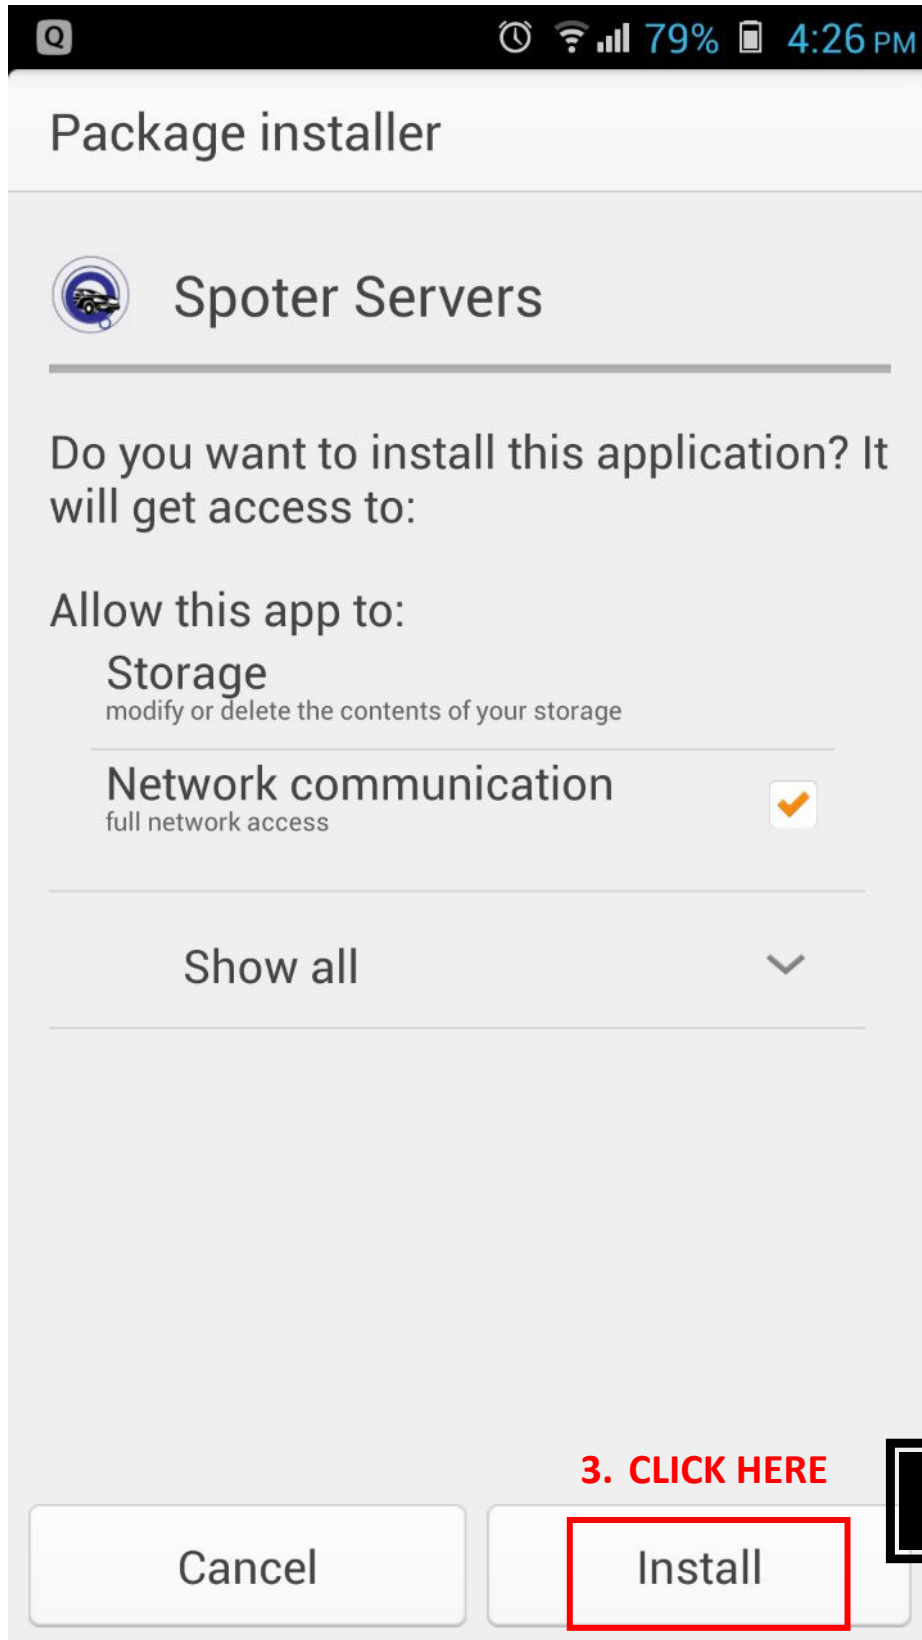 Q 79% 4:26 PM
Package installer
Spoter Servers
Do you want to install this application? It
will get access to:
Allow this app to:
Storage
modify or delete the contents of your storage
Network communication
full network access
Show all
3. CLICK HERE
Cancel Install